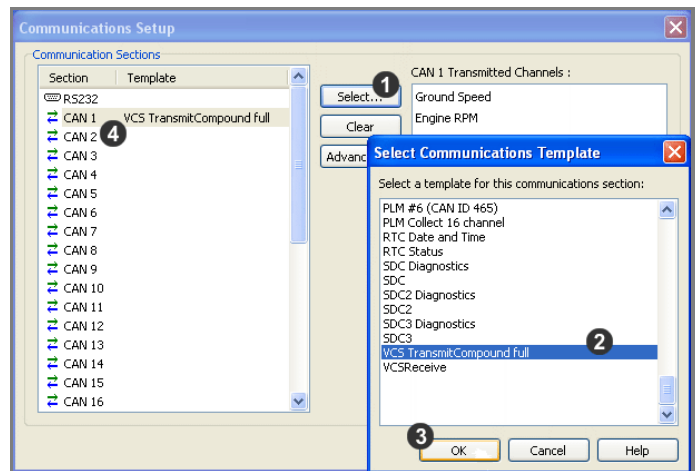 Communications Setup
Communication Sections
Section Template
RS232
CAN 1 VCS TransmitCompound full
CAN 2
4
CAN 3
CAN 4
CAN 5
CAN 6
CAN 7
CAN 8
CAN 9
CAN 10
CAN 11
CAN 12
CAN 13
CAN 14
CAN 15
CAN 16
Select...
1
Clear
Advanc
CAN 1 Transmitted Channels :
Ground Speed
Engine RPM
Select Communications Template
Select a template for this communications section:
PLM #6 (CAN ID 465)
PLM Collect 16 channel
RTC Date and Time
RTC Status
SDC Diagnostics
SDC
SDC2 Diagnostics
SDC2
SDC3 Diagnostics
SDC3
VCS TransmitCompound full
2
VCSReceive
3
OK Cancel Help